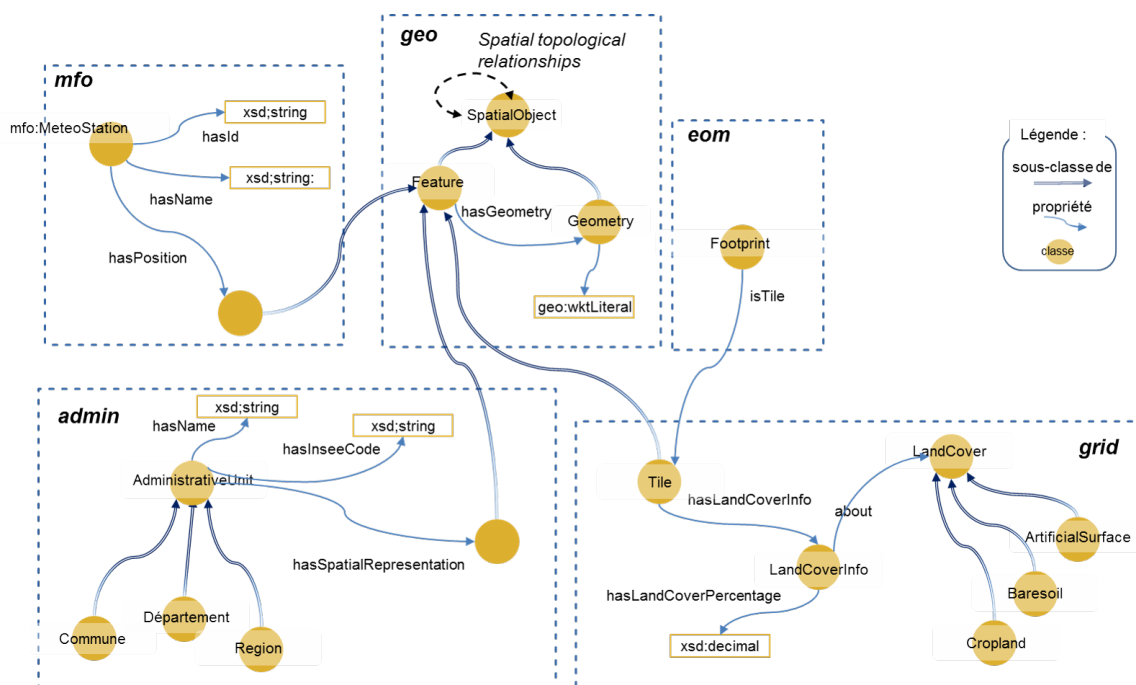 geo
Spatial topological
relationships
mfo
xsd;string
mfo:MeteoStation
hasId
SpatialObject
eom
Légende :
sous-classe de
xsd;string:
hasName
Feature
hasGeometry
Geometry
propriété
Footprint
classe
hasPosition
isTile
geo:wktLiteral
admin
xsd;string
hasName
xsd;string
hasInseeCode
AdministrativeUnit
hasSpatialRepresentation
Département
Commune
Region
grid
LandCover
Tile
hasLandCoverInfo
about
ArtificialSurface
LandCoverInfo
hasLandCoverPercentage
Baresoil
xsd:decimal
Cropland